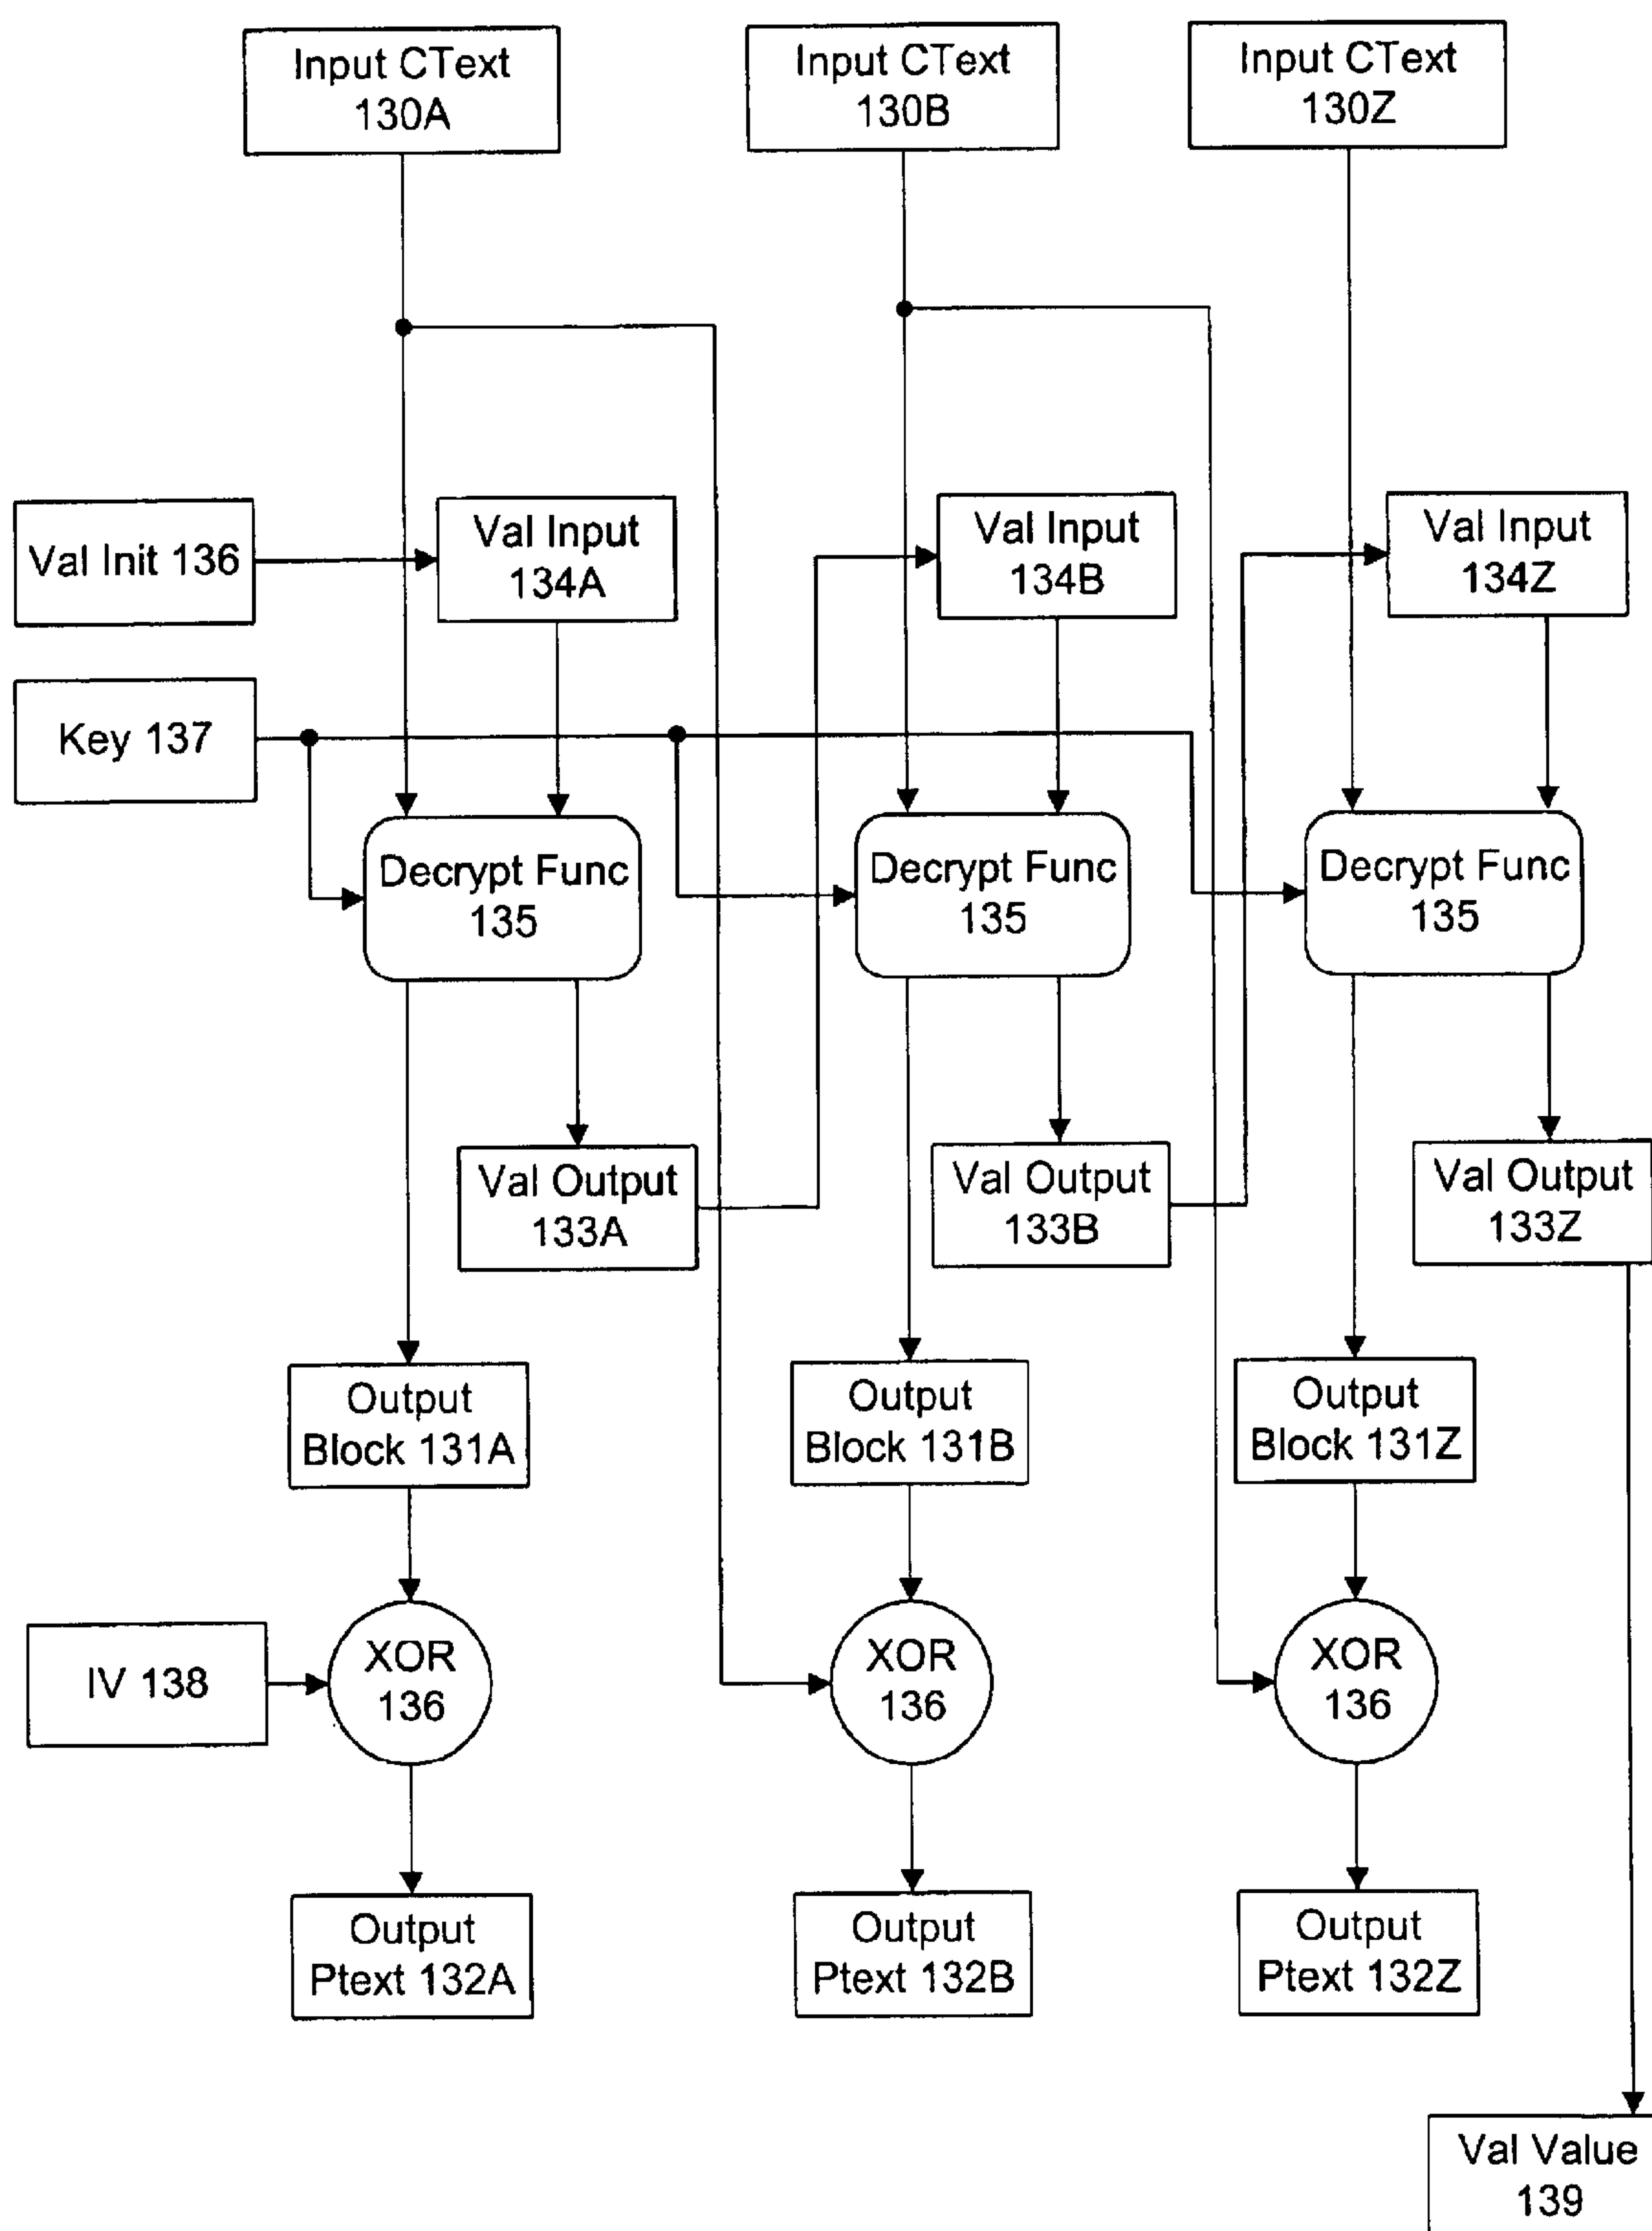 Input CText
130A
Input CText
130B
Input CText
130Z
Val Init 136
Val Input
134A
Val Input
134B
Val Input
134Z
Key 137
Decrypt Func
135
Decrypt Func
135
Decrypt Func
135
Val Output
133A
Val Output
133B
Val Output
133Z
Output
Block 131A
Output
Block 131B
Output
Block 131Z
IV 138
XOR
136
XOR
136
XOR
136
Output
Ptext 132A
Output
Ptext 132B
Output
Ptext 132Z
Val Value
139